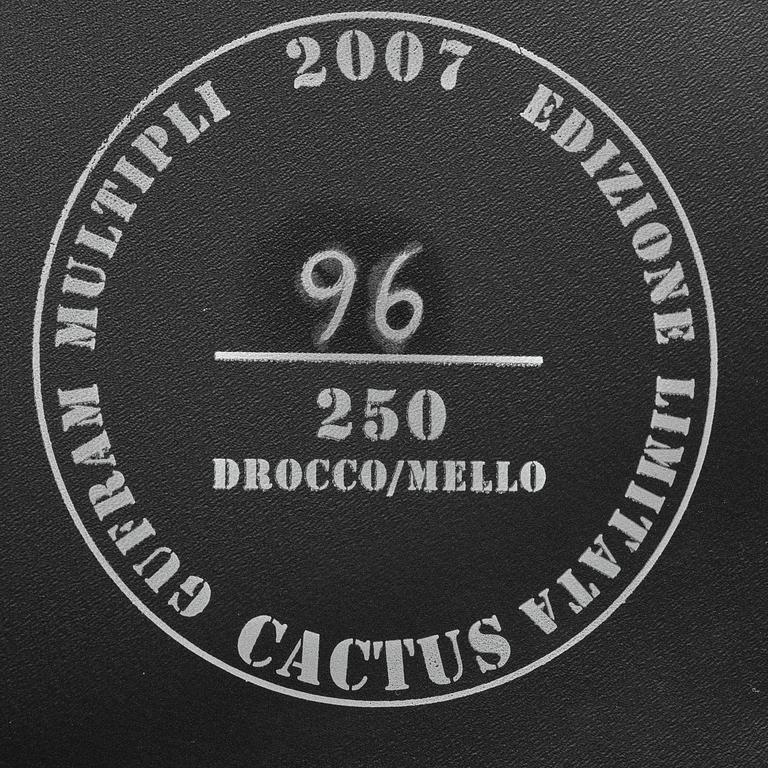 GUFRAM MULTIPLI 2007 EDIZIONE LIMITATA
96
250
DROCCO/MELLO
CACTUS